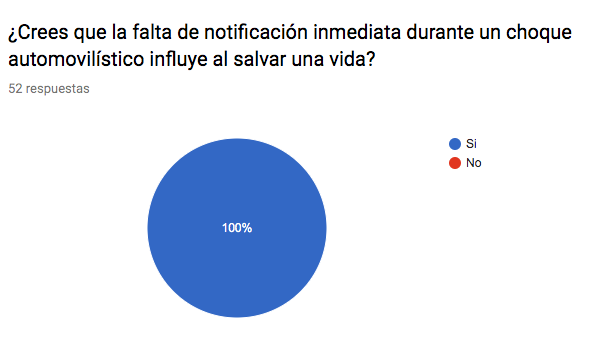 ¿Crees que la falta de notificación inmediata durante un choque
automovilístico influye al salvar una vida?
52 respuestas
Si
No
100%